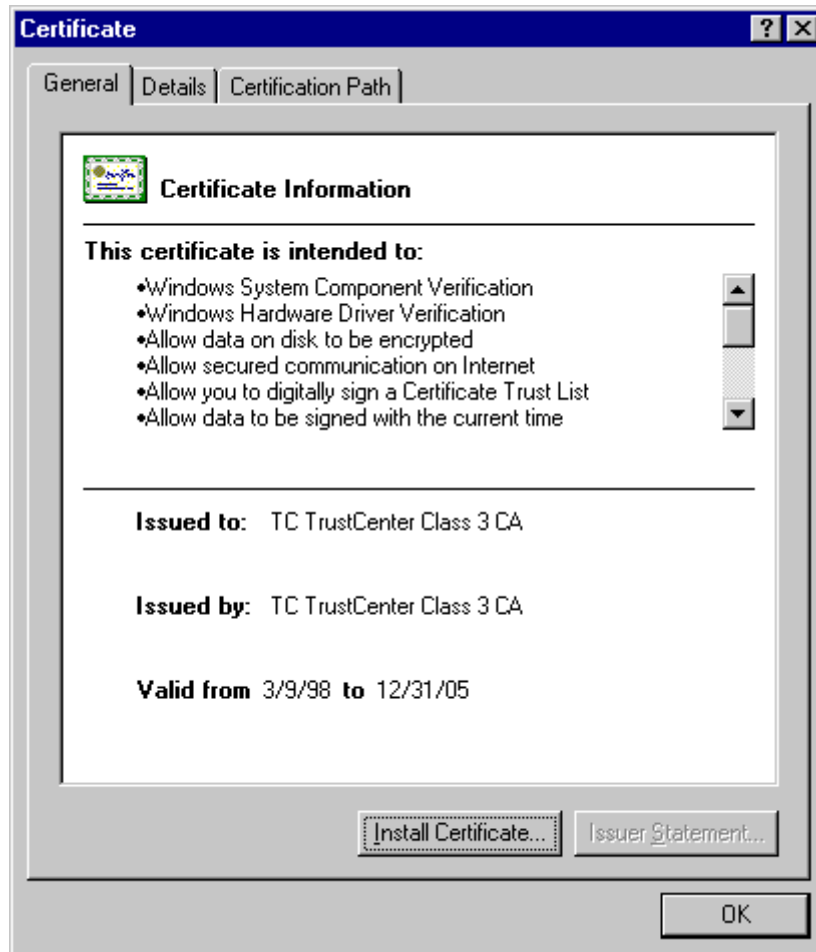 Certificate
General Details Certification Path
Certificate Information
This certificate is intended to:
•Windows System Component Verification
•Windows Hardware Driver Verification
•Allow data on disk to be encrypted
•Allow secured communication on Internet
•Allow you to digitally sign a Certificate Trust List
•Allow data to be signed with the current time
Issued to: TC TrustCenter Class 3 CA
Issued by: TC TrustCenter Class 3 CA
Valid from 3/9/98 to 12/31/05
Install Certificate... Issuer Statement...
OK